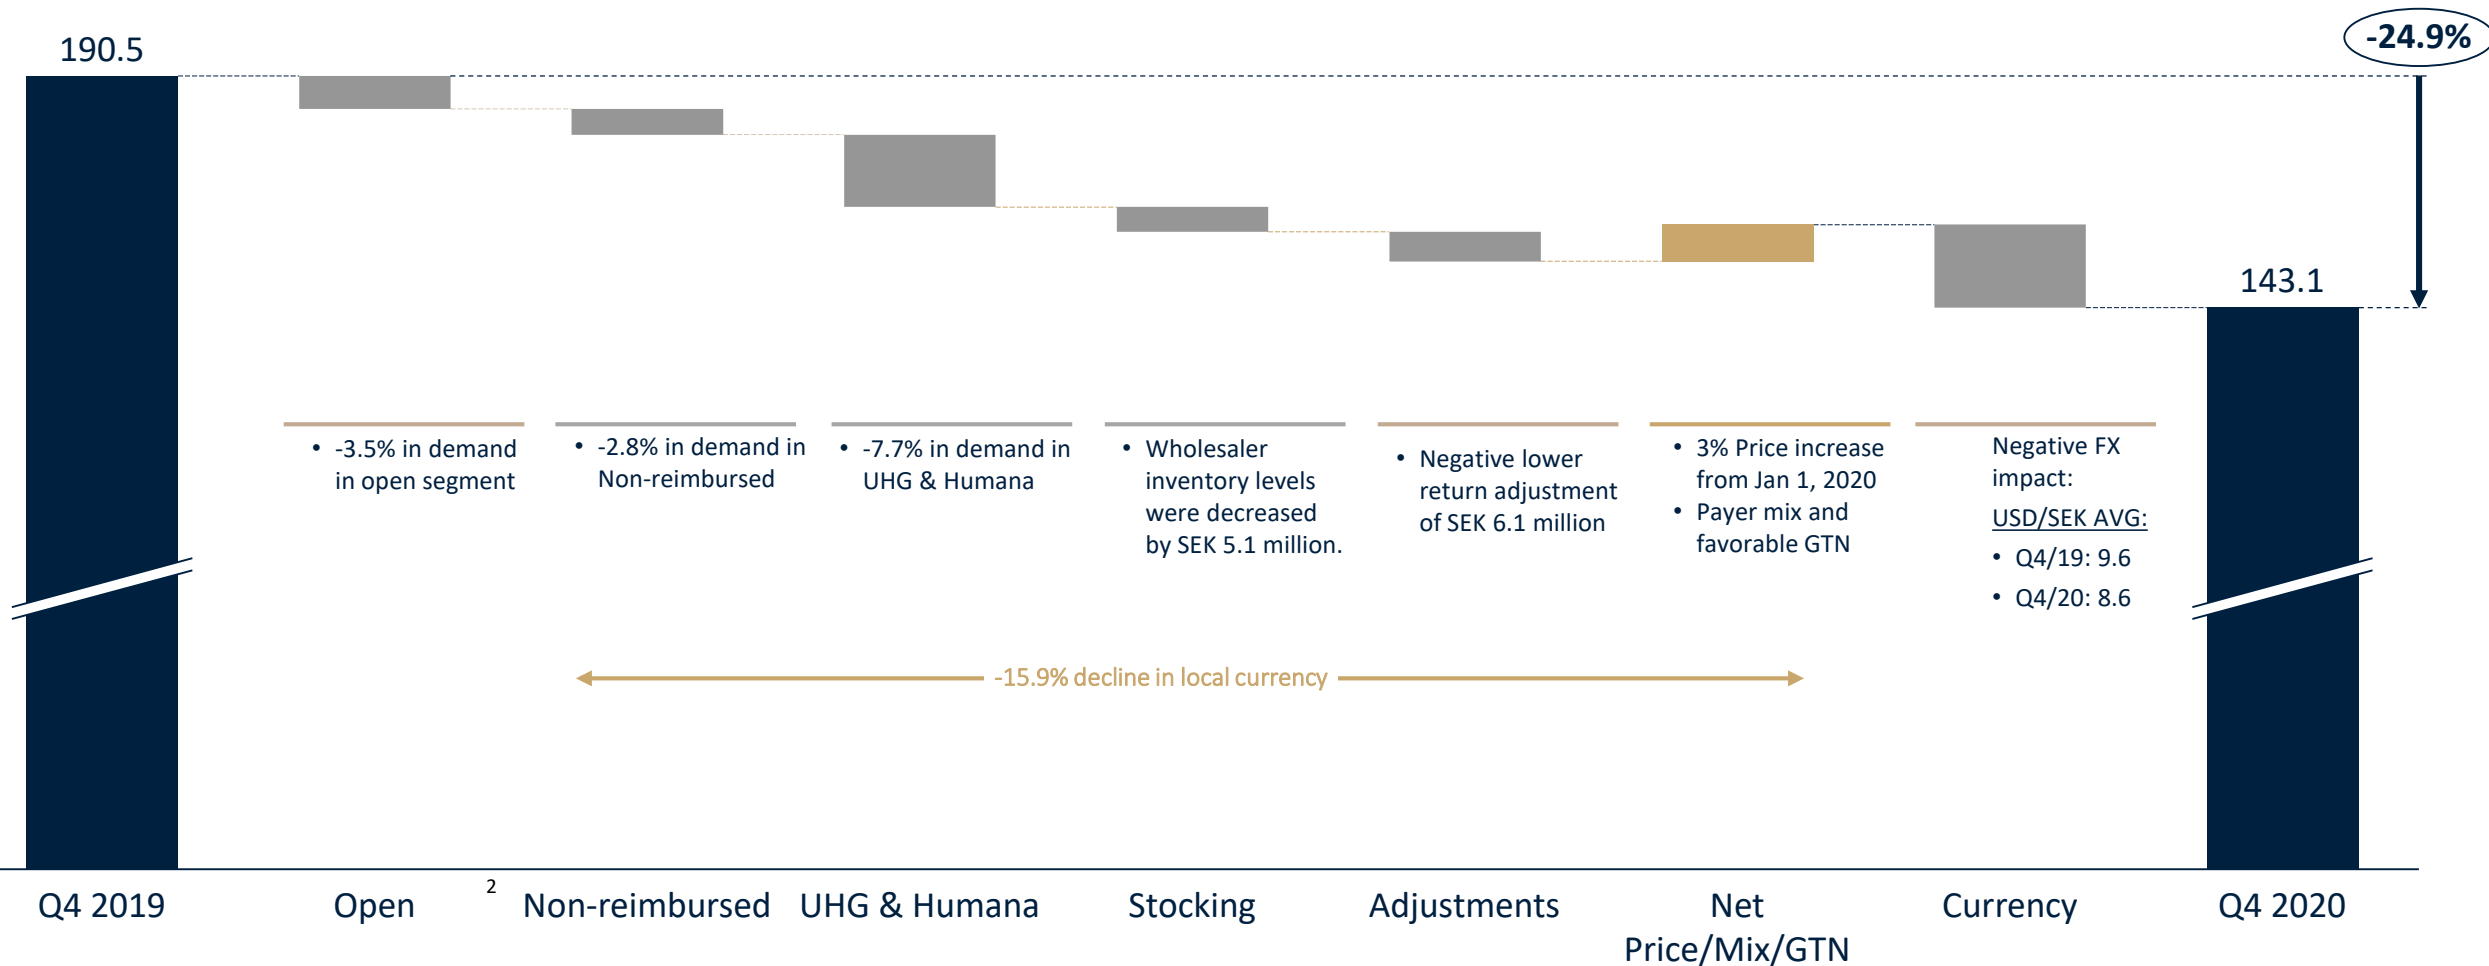 190.5
-24.9%
143.1
• -3.5% in demand
in open segment
• -2.8% in demand in
Non-reimbursed
• -7.7% in demand in
UHG & Humana
• Wholesaler
inventory levels
were decreased
by SEK 5.1 million.
• Negative lower
return adjustment
of SEK 6.1 million
• 3% Price increase
from Jan 1, 2020
• Payer mix and
favorable GTN
Negative FX
impact:
USD/SEK AVG:
• Q4/19: 9.6
• Q4/20: 8.6
-15.9% decline in local currency
Q4 2019
Open
2
Non-reimbursed
UHG & Humana
Stocking
Adjustments
Net
Price/Mix/GTN
Currency
Q4 2020